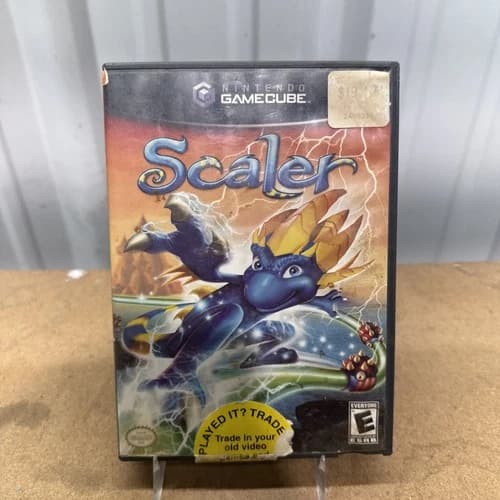 NINTENDO
GAMECUBE
Scaler
PLAYED IT? TRADE
Trade in your
old video
EVERYONE
E
ESRB